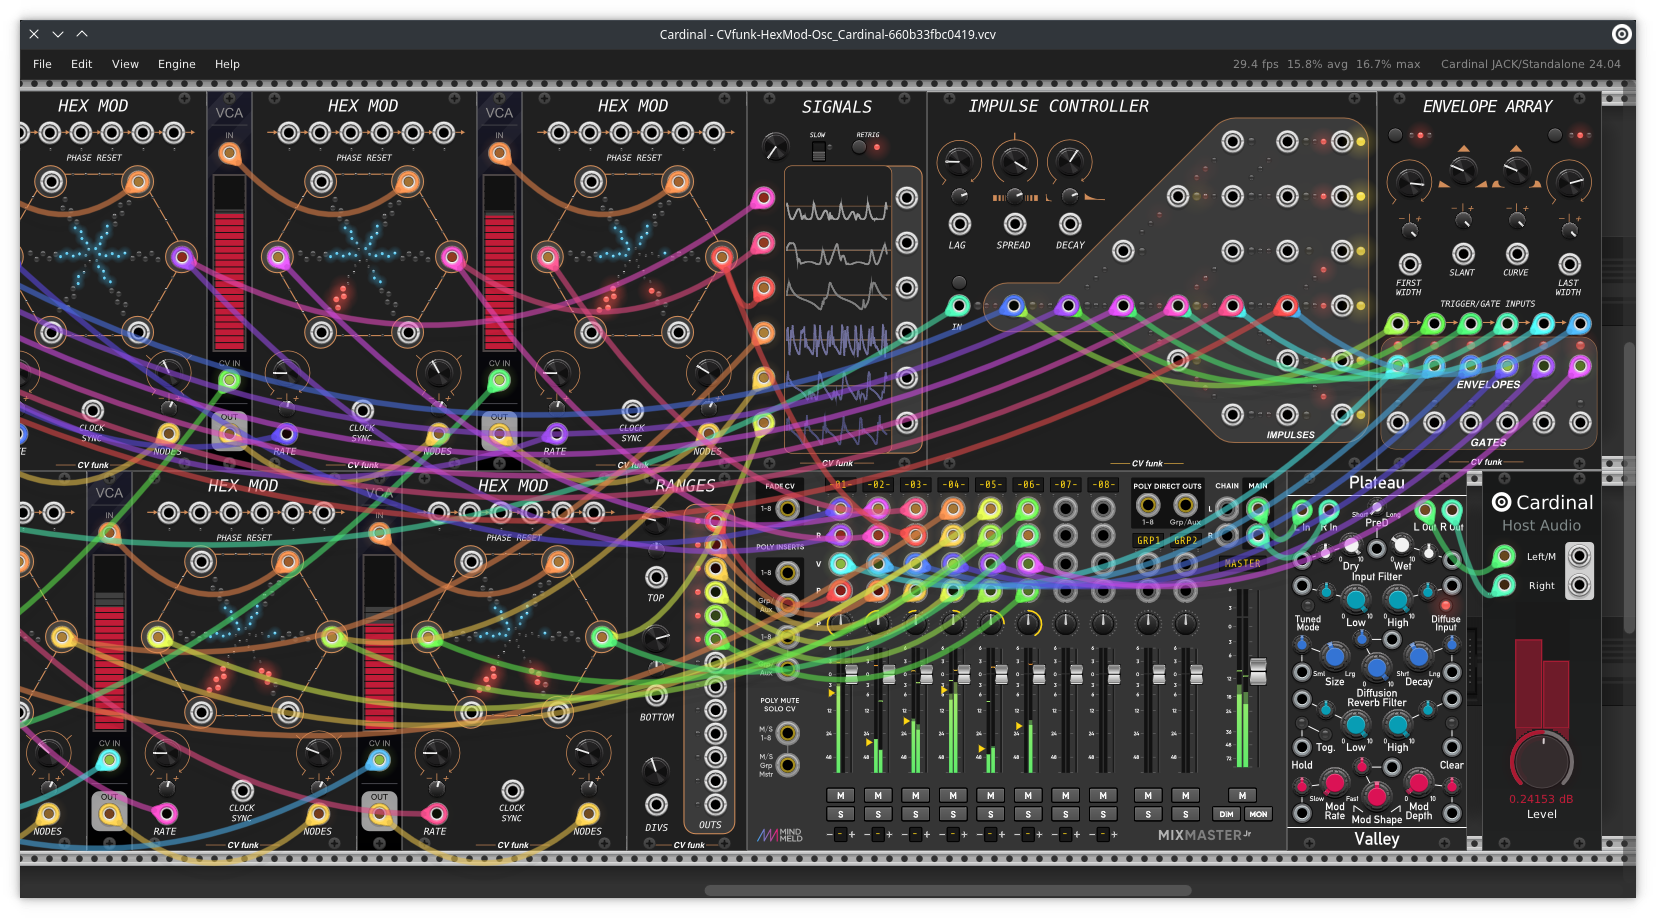 Cardinal - CVfunk-HexMod-Osc_Cardinal-660b33fbc0419.vcv
File Edit View Engine Help
29.4 fps 15.8% avg 16.7% max Cardinal JACK/Standalone 24.04
HEX MOD
VCA
IN
PHASE RESET
CV IN
OUT
CLOCK
SYNC
NODES
CV funk
HEX MOD
VCA
IN
PHASE RESET
CV IN
OUT
RATE
CLOCK
SYNC
NODES
CV funk
HEX MOD
PHASE RESET
RATE
CLOCK
SYNC
NODES
CV funk
SIGNALS
SLOW
RETRIG
CV funk
IMPULSE CONTROLLER
LAG SPREAD DECAY
IN
IMPULSES
CV funk
ENVELOPE ARRAY
FIRST
WIDTH
SLANT
CURVE
LAST
WIDTH
TRIGGER/GATE INPUTS
ENVELOPES
GATES
CV funk
VCA
IN
CV IN
OUT
NODES
HEX MOD
PHASE RESET
RATE
CLOCK
SYNC
NODES
CV funk
VCA
IN
CV IN
OUT
HEX MOD
PHASE RESET
RATE
CLOCK
SYNC
NODES
CV funk
RANGES
TOP
BOTTOM
DIVS
OUTS
CV funk
FADE CV
1-8
POLY INSERTS
1-8
Grp/
Aux
1-8
Aux
POLY MUTE
SOLO CV
M/S
1-8
M/S
Grp
Mstr
-01- -02- -03- -04- -05- -06- -07- -08-
L
R
V
P
POLY DIRECT OUTS
1-8 Grp/Aux
GRP1 GRP2
CHAIN MAIN
L
R
MASTER
M M M M M M M M M M M
S S S S S S S S S S DIM MON
MIND
MELD
MIXMASTER Jr
Plateau
L In R In
Short Long
PreD
L Out R Out
Dry Wet
Input Filter
Tuned
Mode
Low High
Diffuse
Input
Sml Lrg
Size
Shrt Lng
Decay
Diffusion
Reverb Filter
Tog. Low High
Hold Clear
Slow Fast
Mod
Rate
Mod Shape
Mod
Depth
Valley
Cardinal
Host Audio
Left/M
Right
0.24153 dB
Level